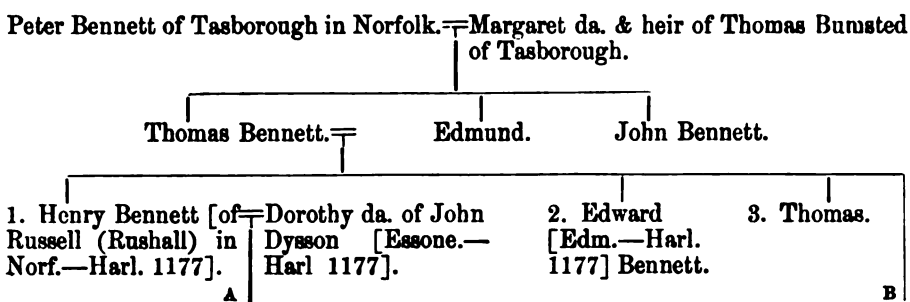 Peter Bennett of Tasborough in Norfolk.=Margaret da. & heir of Thomas Bumsted
of Tasborough.
Thomas Bennett.= Edmund. John Bennett.
1. Henry Bennett [of=Dorothy da. of John 2. Edward 3. Thomas.
Russell (Rushall) in Dysson [Essone.— [Edm.—Harl.
Norf.—Harl. 1177]. Harl 1177]. 1177] Bennett.
A B